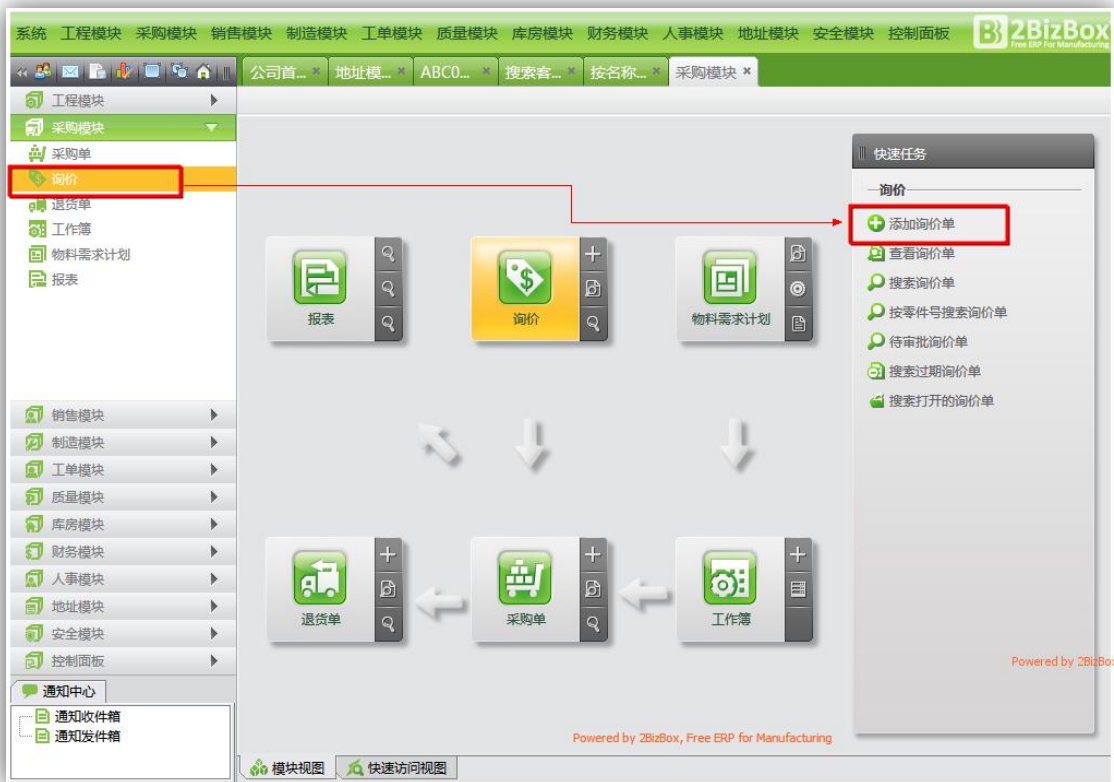 系统 工程模块 采购模块 销售模块 制造模块 工单模块 质量模块 库房模块 财务模块 人事模块 地址模块 安全模块 控制面板
2BizBox
Free ERP For Manufacturing
公司首... 地址模... ABC0... 搜索客... 按名称... 采购模块
工程模块
采购模块
采购单
询价
退货单
工作簿
物料需求计划
报表
销售模块
制造模块
工单模块
质量模块
库房模块
财务模块
人事模块
地址模块
安全模块
控制面板
通知中心
通知收件箱
通知发件箱
报表
询价
物料需求计划
退货单
采购单
工作簿
Powered by 2BizBox, Free ERP for Manufacturing
快速任务
询价
添加询价单
查看询价单
搜索询价单
按零件号搜索询价单
待审批询价单
搜索过期询价单
搜索打开的询价单
Powered by 2BizBox
模块视图 快速访问视图